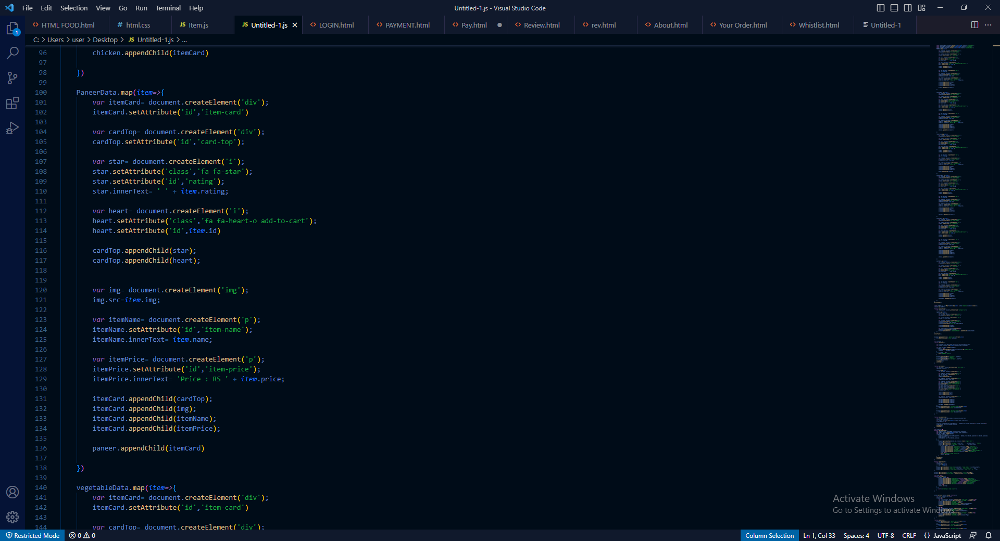 File Edit Selection View Go Run Terminal Help Untitled-1.js - Visual Studio Code
HTML FOOD.html html.css Item.js Untitled-1.js LOGIN.html PAYMENT.html Pay.html Review.html rev.html About.html Your Order.html Whistlist.html Untitled-1
C: > Users > user > Desktop > JS Untitled-1.js > ...
96 chicken.appendChild(itemCard)
97
98 })
99
100 PaneerData.map(item=>{
101 var itemCard= document.createElement('div');
102 itemCard.setAttribute('id','item-card')
103
104 var cardTop= document.createElement('div');
105 cardTop.setAttribute('id','card-top');
106
107 var star= document.createElement('i');
108 star.setAttribute('class','fa fa-star');
109 star.setAttribute('id','rating');
110 star.innerText= ' ' + item.rating;
111
112 var heart= document.createElement('i');
113 heart.setAttribute('class','fa fa-heart-o add-to-cart');
114 heart.setAttribute('id',item.id)
115
116 cardTop.appendChild(star);
117 cardTop.appendChild(heart);
118
119
120 var img= document.createElement('img');
121 img.src=item.img;
122
123 var itemName= document.createElement('p');
124 itemName.setAttribute('id','item-name');
125 itemName.innerText= item.name;
126
127 var itemPrice= document.createElement('p');
128 itemPrice.setAttribute('id','item-price');
129 itemPrice.innerText= 'Price : RS ' + item.price;
130
131 itemCard.appendChild(cardTop);
132 itemCard.appendChild(img);
133 itemCard.appendChild(itemName);
134 itemCard.appendChild(itemPrice);
135
136 paneer.appendChild(itemCard)
137
138 })
139
140 vegetableData.map(item=>{
141 var itemCard= document.createElement('div');
142 itemCard.setAttribute('id','item-card')
143
144 var cardTop= document.createElement('div');
Activate Windows
Go to Settings to activate Windows.
1
Restricted Mode 0 0 Column Selection Ln 1, Col 33 Spaces: 4 UTF-8 CRLF {} JavaScript